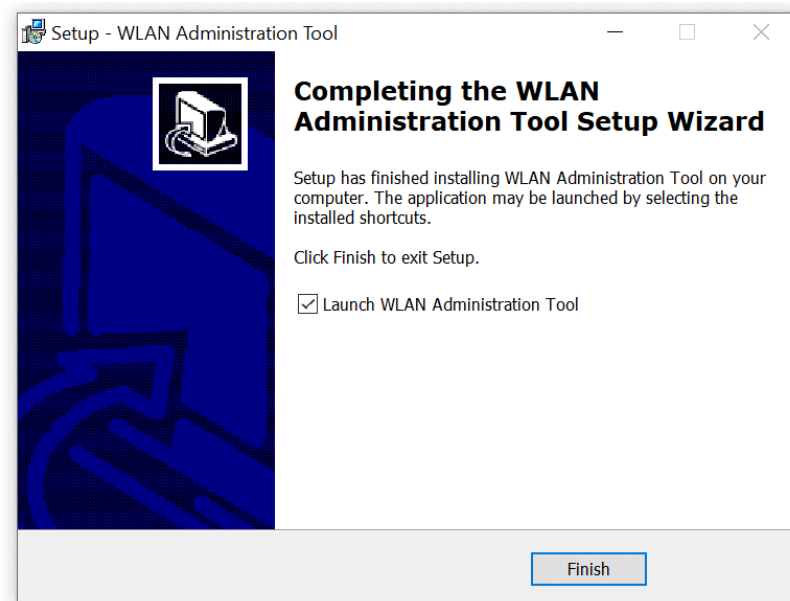 Setup - WLAN Administration Tool
Completing the WLAN
Administration Tool Setup Wizard
Setup has finished installing WLAN Administration Tool on your
computer. The application may be launched by selecting the
installed shortcuts.
Click Finish to exit Setup.
Launch WLAN Administration Tool
Finish